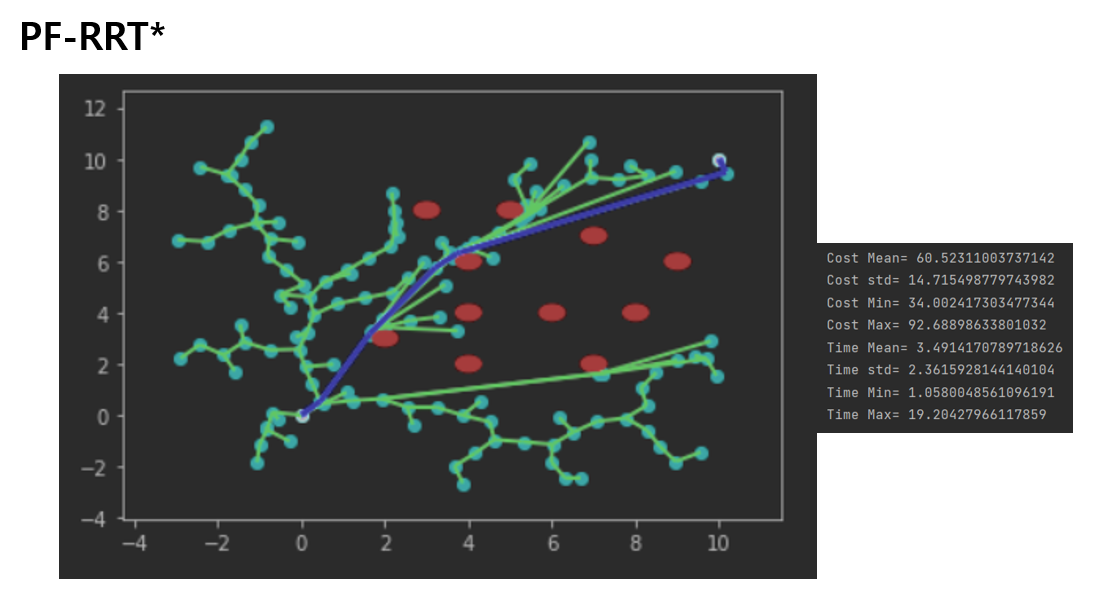 PF-RRT*
12
10
8
6
4
2
0
−2
−4
−4 −2 0 2 4 6 8 10
Cost Mean= 60.52311003737142
Cost std= 14.715498779743982
Cost Min= 34.002417303477344
Cost Max= 92.68898633801032
Time Mean= 3.4914170789718626
Time std= 2.3615928144140104
Time Min= 1.0580048561096191
Time Max= 19.20427966117859